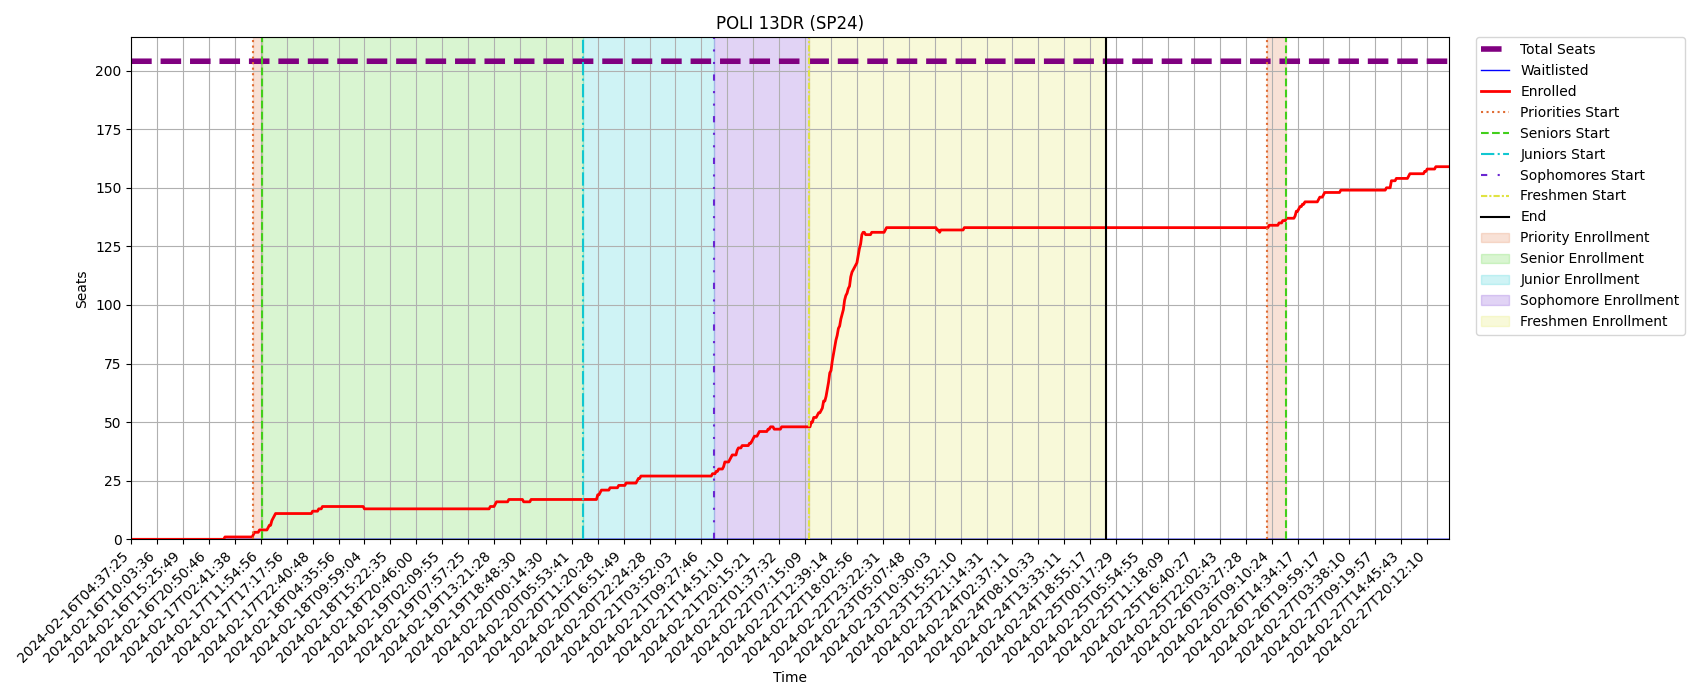 POLI 13DR (SP24)
Seats
200
175
150
125
100
75
50
25
0
2024-02-16T04:37:25
2024-02-16T10:03:36
2024-02-16T15:25:49
2024-02-16T20:50:46
2024-02-17T02:41:38
2024-02-17T11:54:56
2024-02-17T17:17:56
2024-02-17T22:40:48
2024-02-18T04:35:56
2024-02-18T09:59:04
2024-02-18T15:22:35
2024-02-18T20:46:00
2024-02-19T02:09:55
2024-02-19T07:57:25
2024-02-19T13:21:28
2024-02-19T18:48:30
2024-02-20T00:14:30
2024-02-20T05:53:41
2024-02-20T11:20:28
2024-02-20T16:51:49
2024-02-20T22:24:28
2024-02-21T03:52:03
2024-02-21T09:27:46
2024-02-21T14:51:10
2024-02-21T20:15:21
2024-02-22T01:37:32
2024-02-22T07:15:09
2024-02-22T12:39:14
2024-02-22T18:02:56
2024-02-22T23:22:31
2024-02-23T05:07:48
2024-02-23T10:30:03
2024-02-23T15:52:10
2024-02-23T21:14:31
2024-02-24T02:37:11
2024-02-24T08:10:33
2024-02-24T13:33:11
2024-02-24T18:55:17
2024-02-25T00:17:29
2024-02-25T05:54:55
2024-02-25T11:18:09
2024-02-25T16:40:27
2024-02-25T22:02:43
2024-02-26T03:27:28
2024-02-26T09:10:24
2024-02-26T14:34:17
2024-02-26T19:59:17
2024-02-27T03:38:10
2024-02-27T09:19:57
2024-02-27T14:45:43
2024-02-27T20:12:10
Time
Total Seats
Waitlisted
Enrolled
Priorities Start
Seniors Start
Juniors Start
Sophomores Start
Freshmen Start
End
Priority Enrollment
Senior Enrollment
Junior Enrollment
Sophomore Enrollment
Freshmen Enrollment